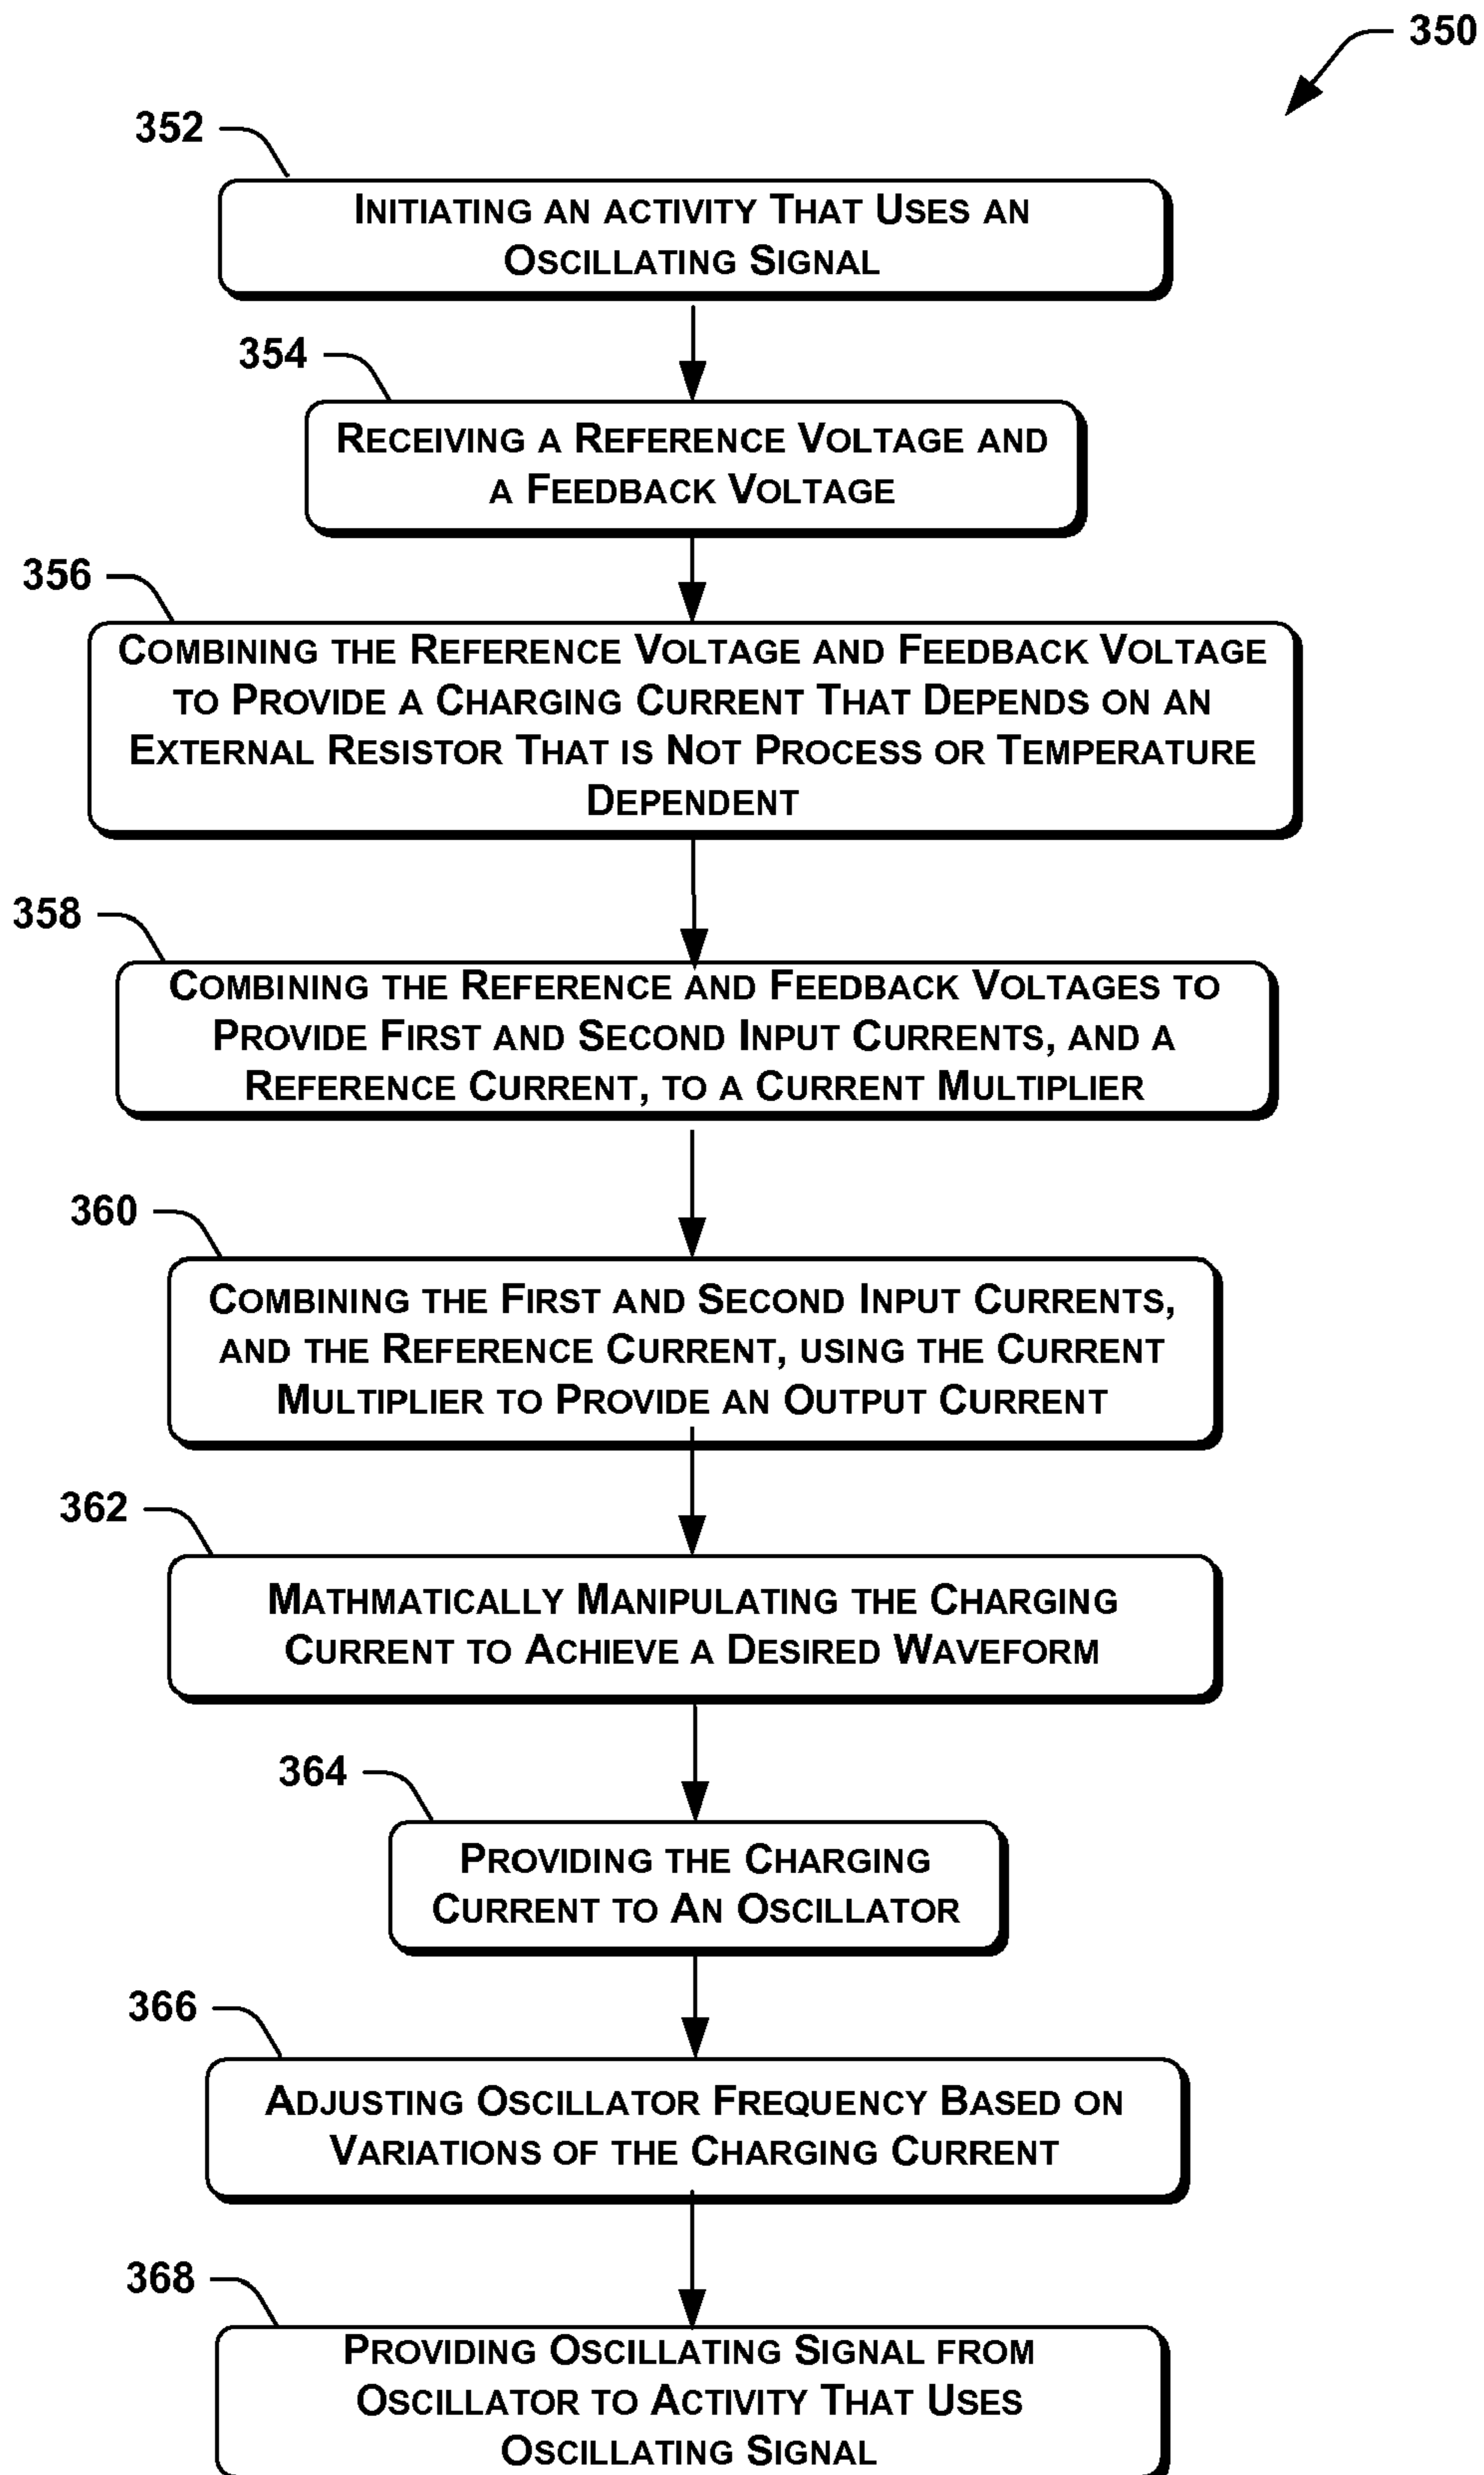 350
352
INITIATING AN ACTIVITY THAT USES AN
OSCILLATING SIGNAL
354
RECEIVING A REFERENCE VOLTAGE AND
A FEEDBACK VOLTAGE
356
COMBINING THE REFERENCE VOLTAGE AND FEEDBACK VOLTAGE
TO PROVIDE A CHARGING CURRENT THAT DEPENDS ON AN
EXTERNAL RESISTOR THAT IS NOT PROCESS OR TEMPERATURE
DEPENDENT
358
COMBINING THE REFERENCE AND FEEDBACK VOLTAGES TO
PROVIDE FIRST AND SECOND INPUT CURRENTS, AND A
REFERENCE CURRENT, TO A CURRENT MULTIPLIER
360
COMBINING THE FIRST AND SECOND INPUT CURRENTS,
AND THE REFERENCE CURRENT, USING THE CURRENT
MULTIPLIER TO PROVIDE AN OUTPUT CURRENT
362
MATHMATICALLY MANIPULATING THE CHARGING
CURRENT TO ACHIEVE A DESIRED WAVEFORM
364
PROVIDING THE CHARGING
CURRENT TO AN OSCILLATOR
366
ADJUSTING OSCILLATOR FREQUENCY BASED ON
VARIATIONS OF THE CHARGING CURRENT
368
PROVIDING OSCILLATING SIGNAL FROM
OSCILLATOR TO ACTIVITY THAT USES
OSCILLATING SIGNAL